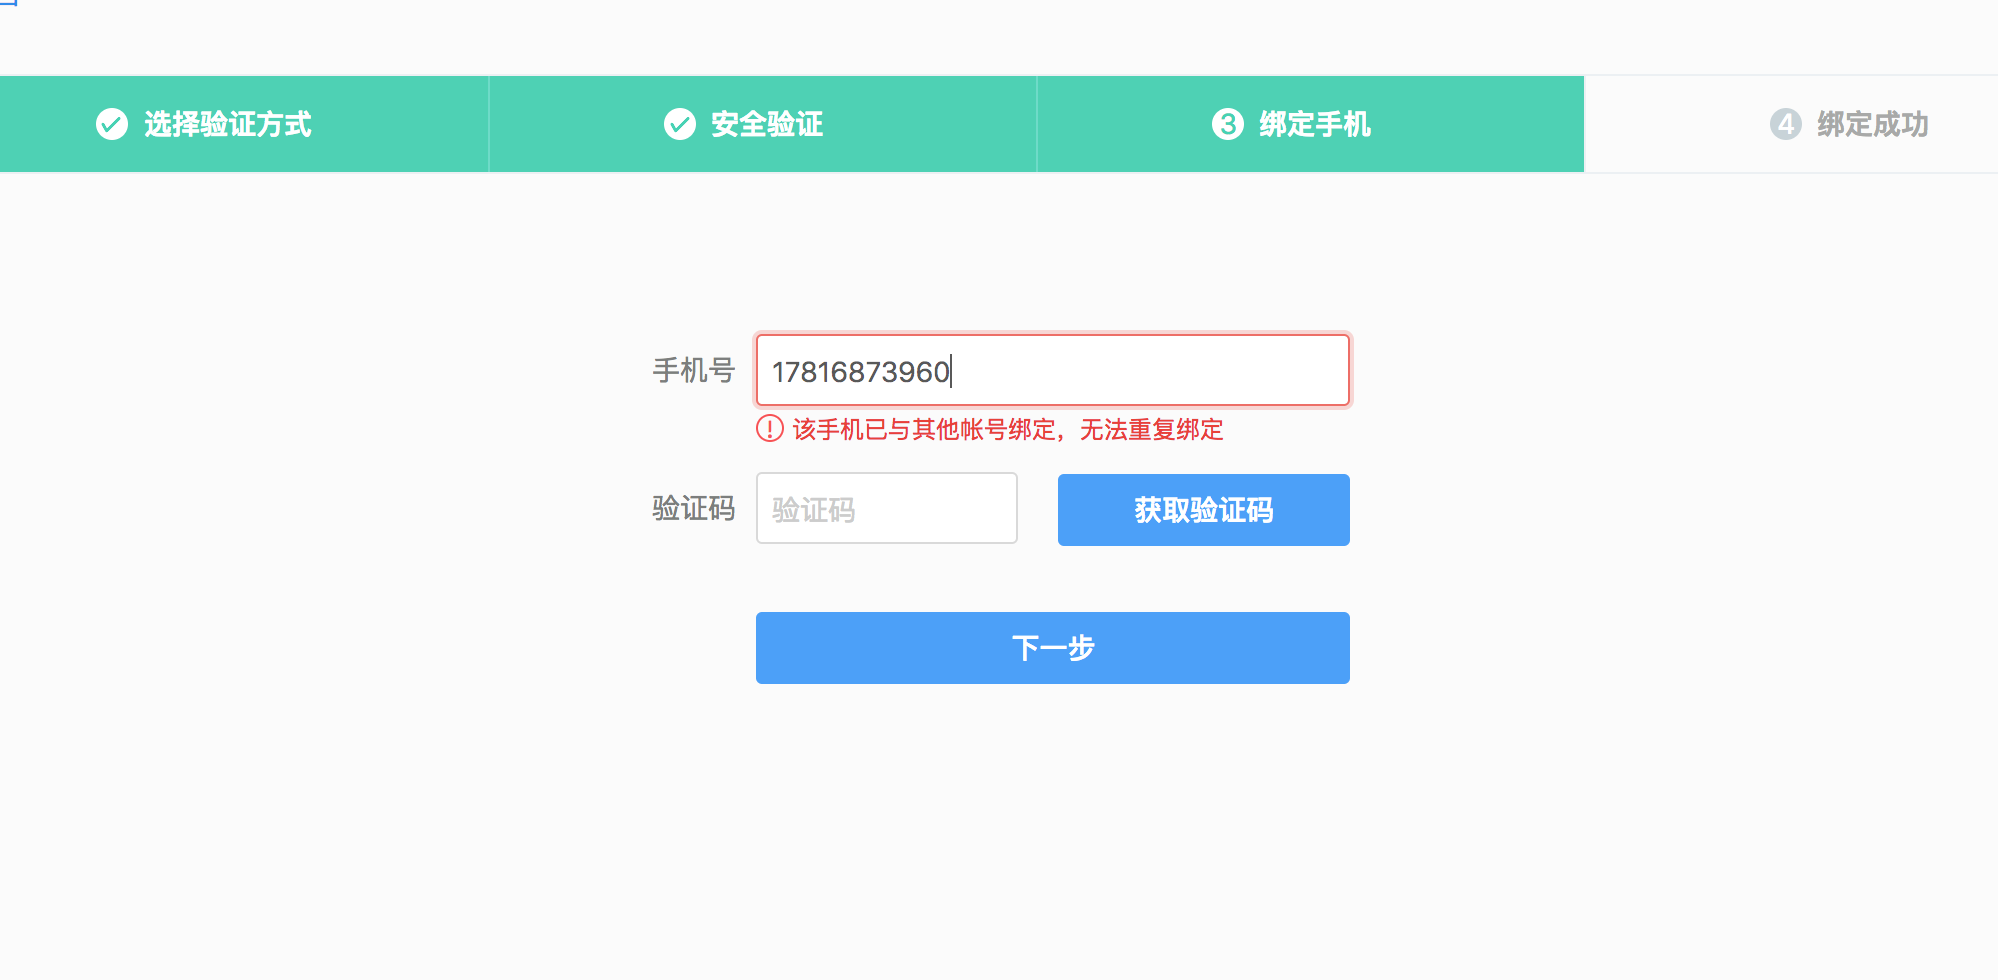 选择验证方式
安全验证
3 绑定手机
4 绑定成功
手机号 17816873960
该手机已与其他帐号绑定，无法重复绑定
验证码 验证码 获取验证码
下一步